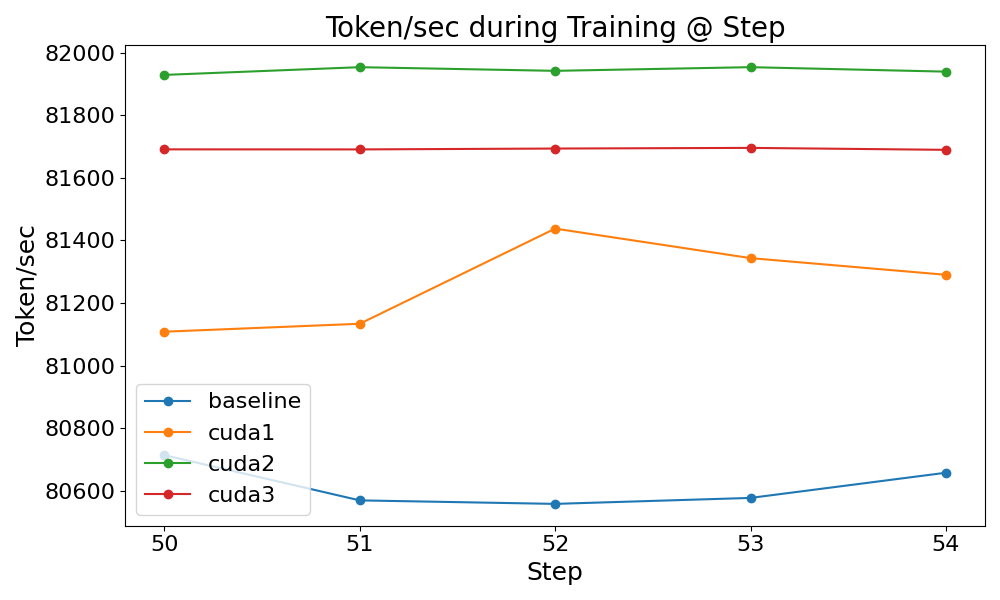 Token/sec during Training @ Step
Token/sec
82000
81800
81600
81400
81200
81000
80800
80600
baseline
cuda1
cuda2
cuda3
50 51 52 53 54
Step